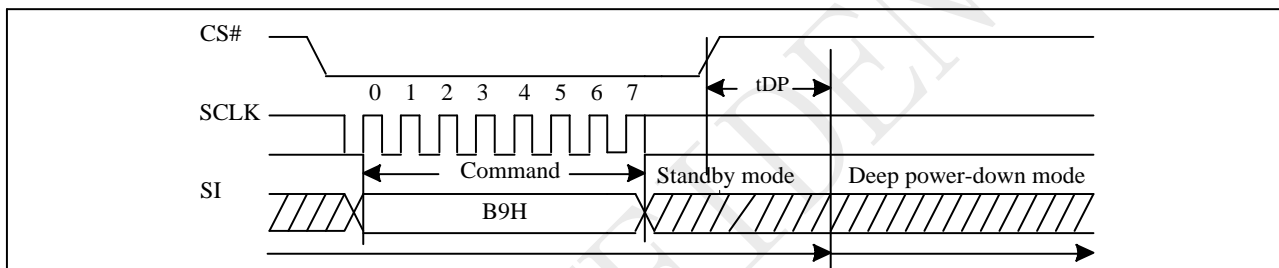 CS#
tDP
0 1 2 3 4 5 6 7
SCLK
Command
Standby mode
Deep power-down mode
SI
B9H